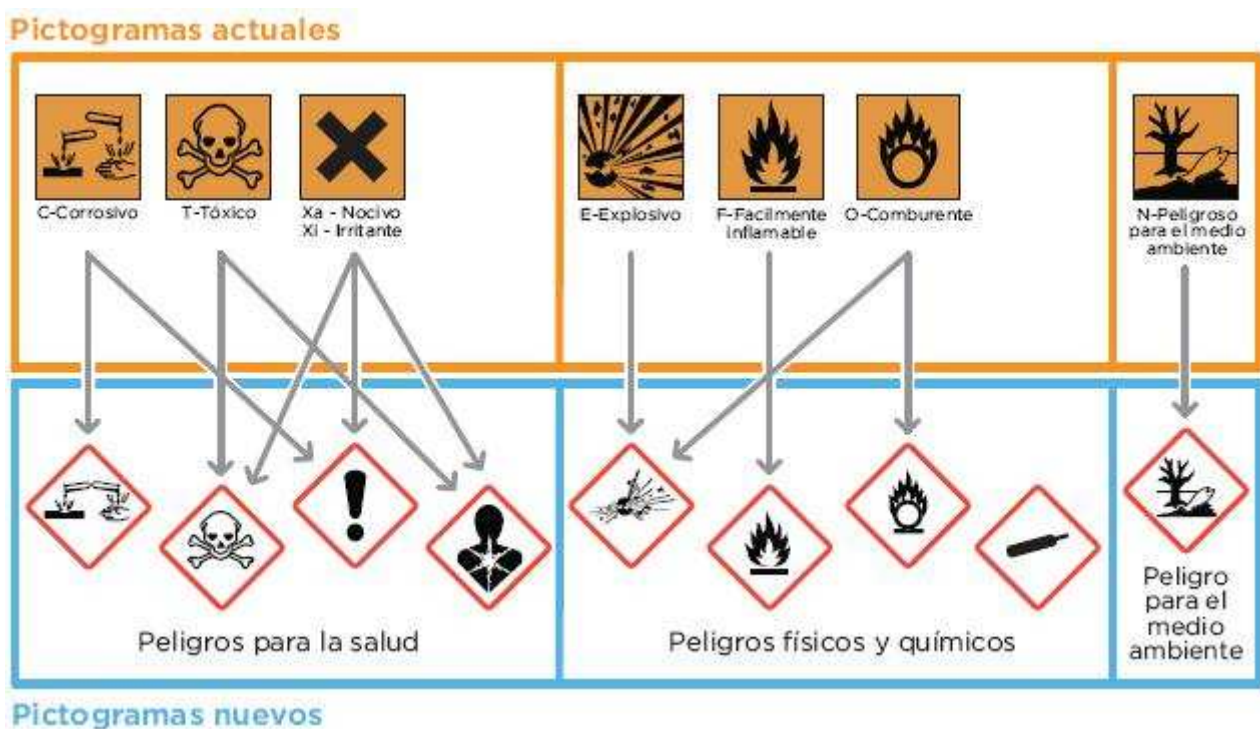 Pictogramas actuales
C-Corrosivo
T-Tóxico
Xa - Nocivo
Xi - Irritante
E-Explosivo
F-Facilmente
inflamable
O-Comburente
N-Peligroso
para el medio
ambiente
Peligros para la salud
Peligros físicos y químicos
Peligro
para el
medio
ambiente
Pictogramas nuevos